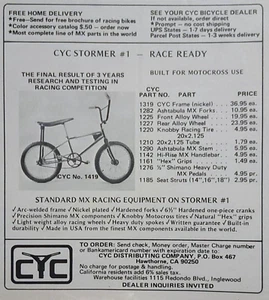 FREE HOME DELIVERY
*Free—Send for free brochure of racing bikes
*Color accessory catalog 5.50 – order now
*Most complete line of MX parts in the world
SEE YOUR CYC BICYCLE DEALER
If not available, order direct
*Prompt – no cost shipping
UPS States - 1-7 days delivery
Parcel Post States - 1-3 weeks delivery
CYC STORMER #1 — RACE READY
THE FINAL RESULT OF 3 YEARS
RESEARCH AND TESTING IN
RACING COMPETITION
CYC No. 1419
BUILT FOR MOTOCROSS USE
CYC PART NO. PART PRICE
1319 CYC Frame (nickel) 36.95 ea.
1282 Ashtabula MX Forks 10.95 ea.
1225 Front Alloy Wheel 19.95 ea.
1227 Rear Alloy Wheel 23.95 ea.
1220 Knobby Racing Tire 4.95 ea.
20x2.125
1210 20x2.125 Tube 1.79 ea.
1290 Ashtabula MX Stem 5.95 ea.
1142 Hi-Rise MX Handlebar 4.95 ea.
1161 "Hex" Grips 1.49 ea.
1276 ½" Shormo Heavy Duty
MX Pedals 4.95 pr.
1185 Seat Struts (14",16",18") 2.95 pr.
STANDARD MX RACING EQUIPMENT ON STORMER #1
√ Arc-welded frame √ Nickel plated √ Hardened forks √ 6½" Hardened one-piece cranks
√ Precision Shimano MX components √ Knobby Motocross tires √ Natural "Hex" grips
√ Light weight alloy racing wheels √ Heavy duty spokes √ Written guarantee √ Built-in
durability √ Made in USA from the finest MX components available in the world.
CYC
TO ORDER: Send check, Money order, Master Charge number
or Bankamericard number with expiration date to:
CYC DISTRIBUTING COMPANY. P.O. Box 467
Hawthorne, CA 90250
No charge for postage & handling.
California residents add 6% sales tax.
Warehouse facilities 1115 Redondo Blvd., Inglewood
DEALER INQUIRIES INVITED